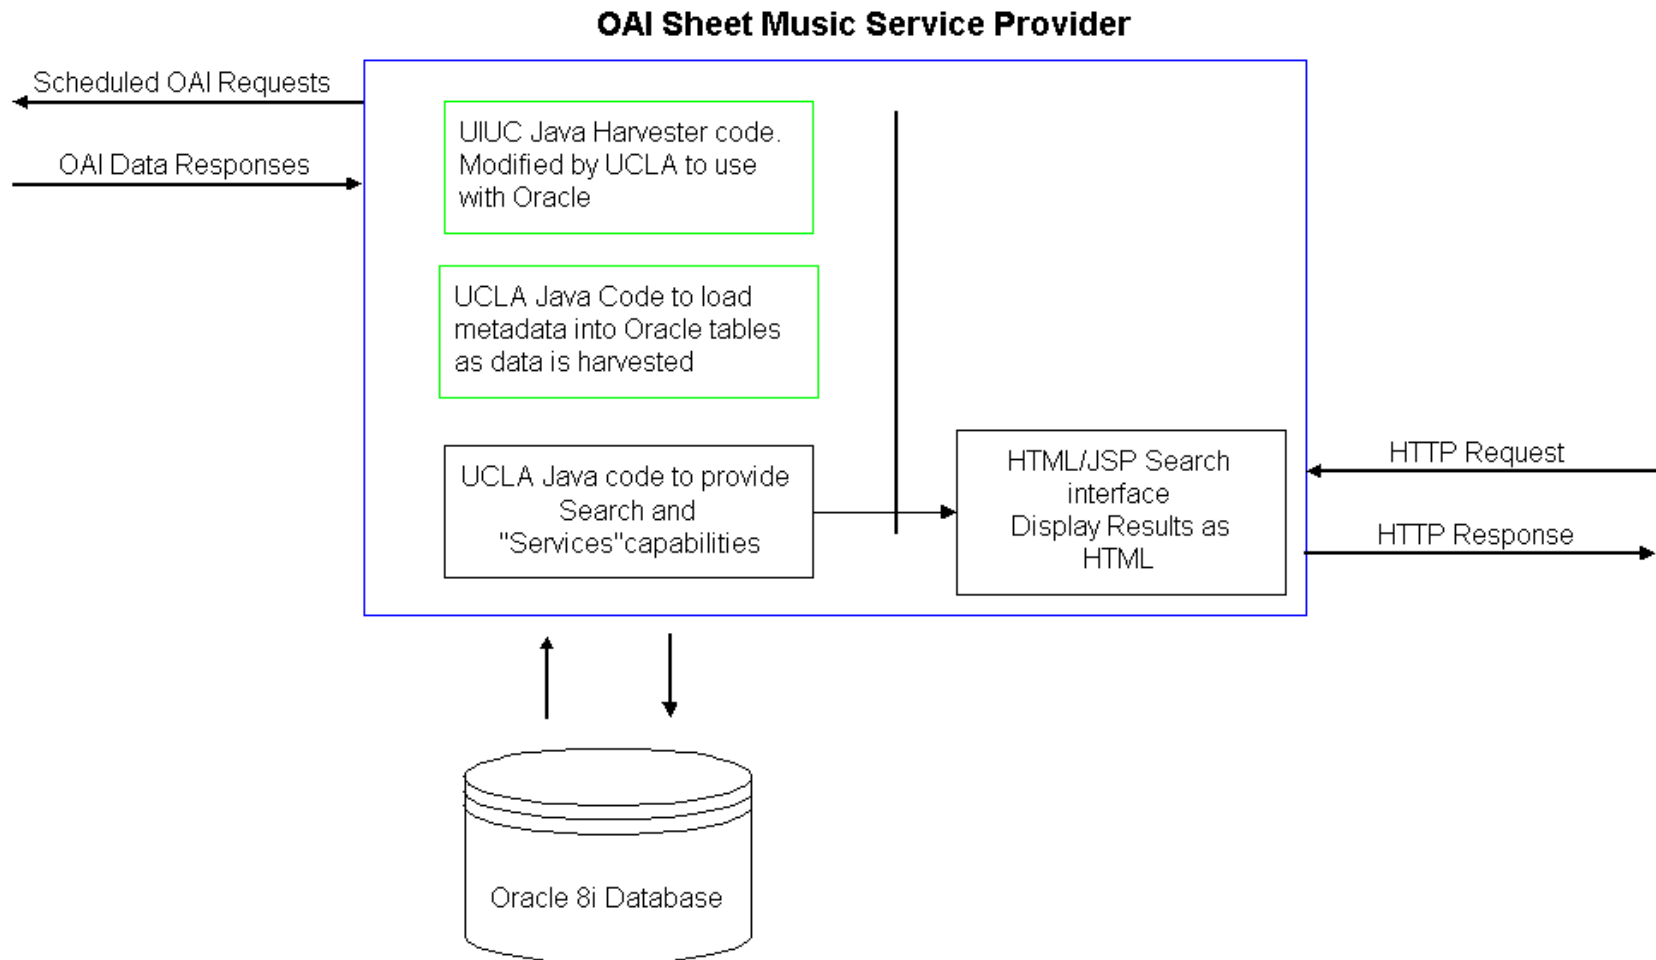 OAI Sheet Music Service Provider
Scheduled OAI Requests
OAI Data Responses
UIUC Java Harvester code.
Modified by UCLA to use
with Oracle
UCLA Java Code to load
metadata into Oracle tables
as data is harvested
UCLA Java code to provide
Search and
"Services"capabilities
HTML/JSP Search
interface
Display Results as
HTML
HTTP Request
HTTP Response
Oracle 8i Database